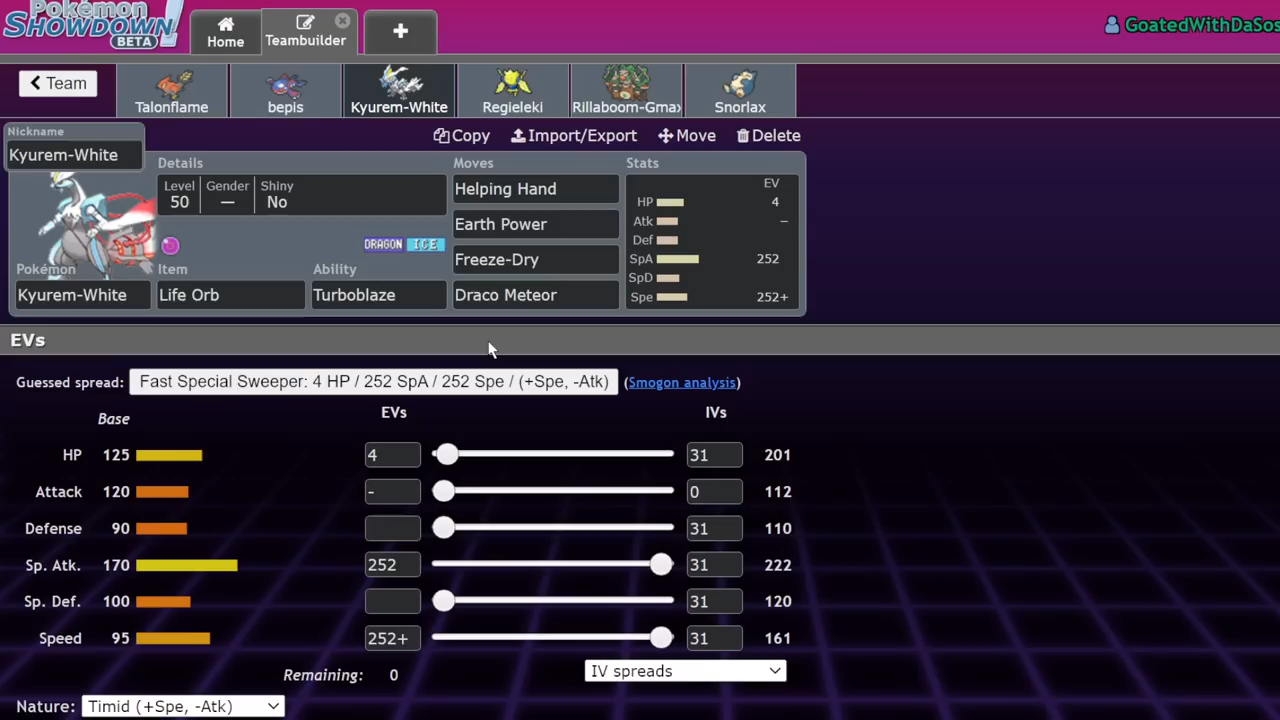 Pokémon
SHOWDOWN!
BETA
Home
Teambuilder
GoatedWithDaSos
Team
Talonflame
bepis
Kyurem-White
Regieleki
Rillaboom-Gmax
Snorlax
Nickname
Kyurem-White
Copy
Import/Export
Move
Delete
Details
Moves
Stats
Level
50
Gender
—
Shiny
No
Helping Hand
Earth Power
Freeze-Dry
Draco Meteor
EV
HP 4
Atk –
Def
SpA 252
SpD
Spe 252+
DRAGON ICE
Pokémon
Kyurem-White
Item
Life Orb
Ability
Turboblaze
EVs
Guessed spread: Fast Special Sweeper: 4 HP / 252 SpA / 252 Spe / (+Spe, -Atk) (Smogon analysis)
Base EVs IVs
HP 125 4 31 201
Attack 120 - 0 112
Defense 90 31 110
Sp. Atk. 170 252 31 222
Sp. Def. 100 31 120
Speed 95 252+ 31 161
Remaining: 0
IV spreads
Nature: Timid (+Spe, -Atk)